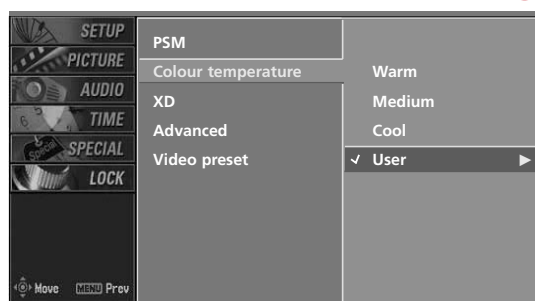 SETUP
PICTURE
AUDIO
TIME
SPECIAL
LOCK
Move MENU Prev
PSM
Colour temperature
XD
Advanced
Video preset
Warm
Medium
Cool
✓ User ▶